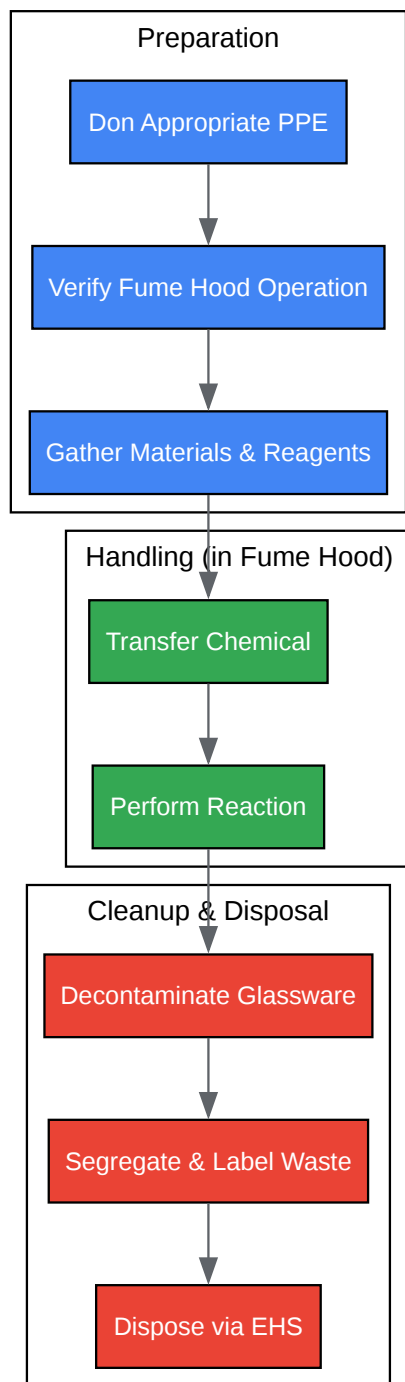 Preparation
Don Appropriate PPE
Verify Fume Hood Operation
Gather Materials & Reagents
Handling (in Fume Hood)
Transfer Chemical
Perform Reaction
Cleanup & Disposal
Decontaminate Glassware
Segregate & Label Waste
Dispose via EHS